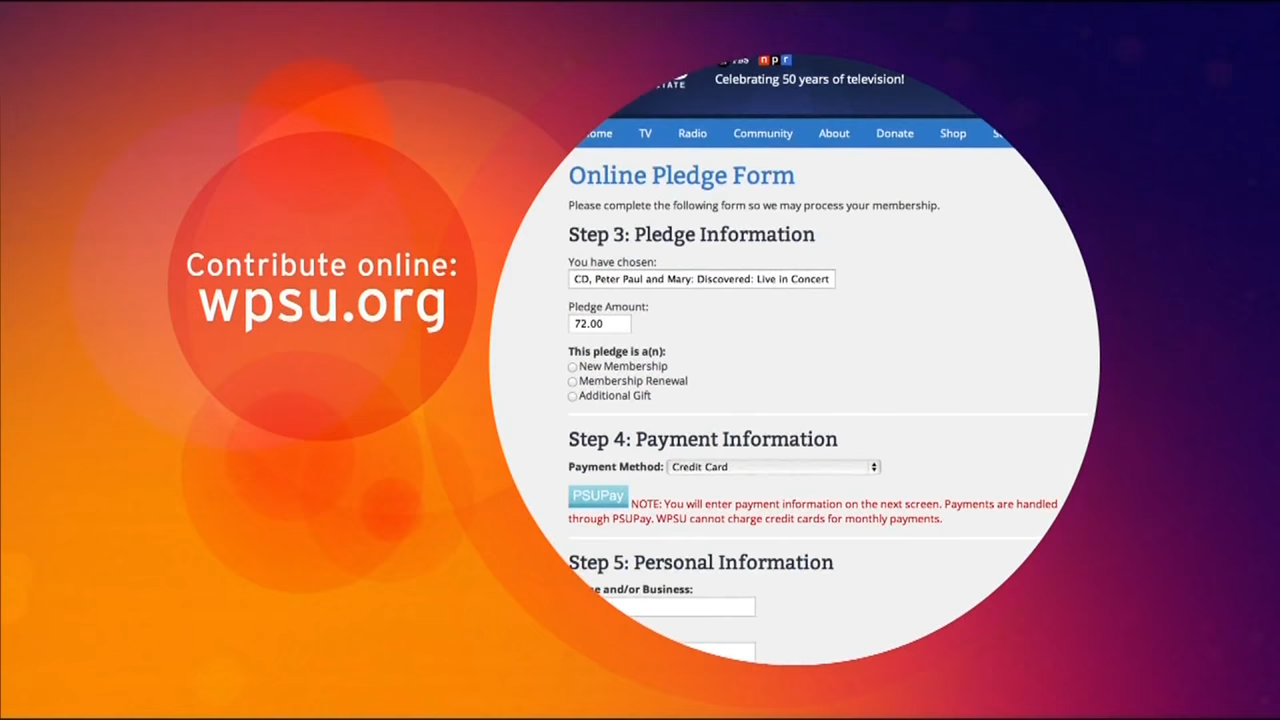 Contribute online:
wpsu.org
npr
Celebrating 50 years of television!
TV Radio Community About Donate Shop
Online Pledge Form
Please complete the following form so we may process your membership.
Step 3: Pledge Information
You have chosen:
CD, Peter Paul and Mary: Discovered: Live in Concert
Pledge Amount:
72.00
This pledge is a(n):
New Membership
Membership Renewal
Additional Gift
Step 4: Payment Information
Payment Method: Credit Card
PSUPay NOTE: You will enter payment information on the next screen. Payments are handled
through PSUPay. WPSU cannot charge credit cards for monthly payments.
Step 5: Personal Information
and/or Business: